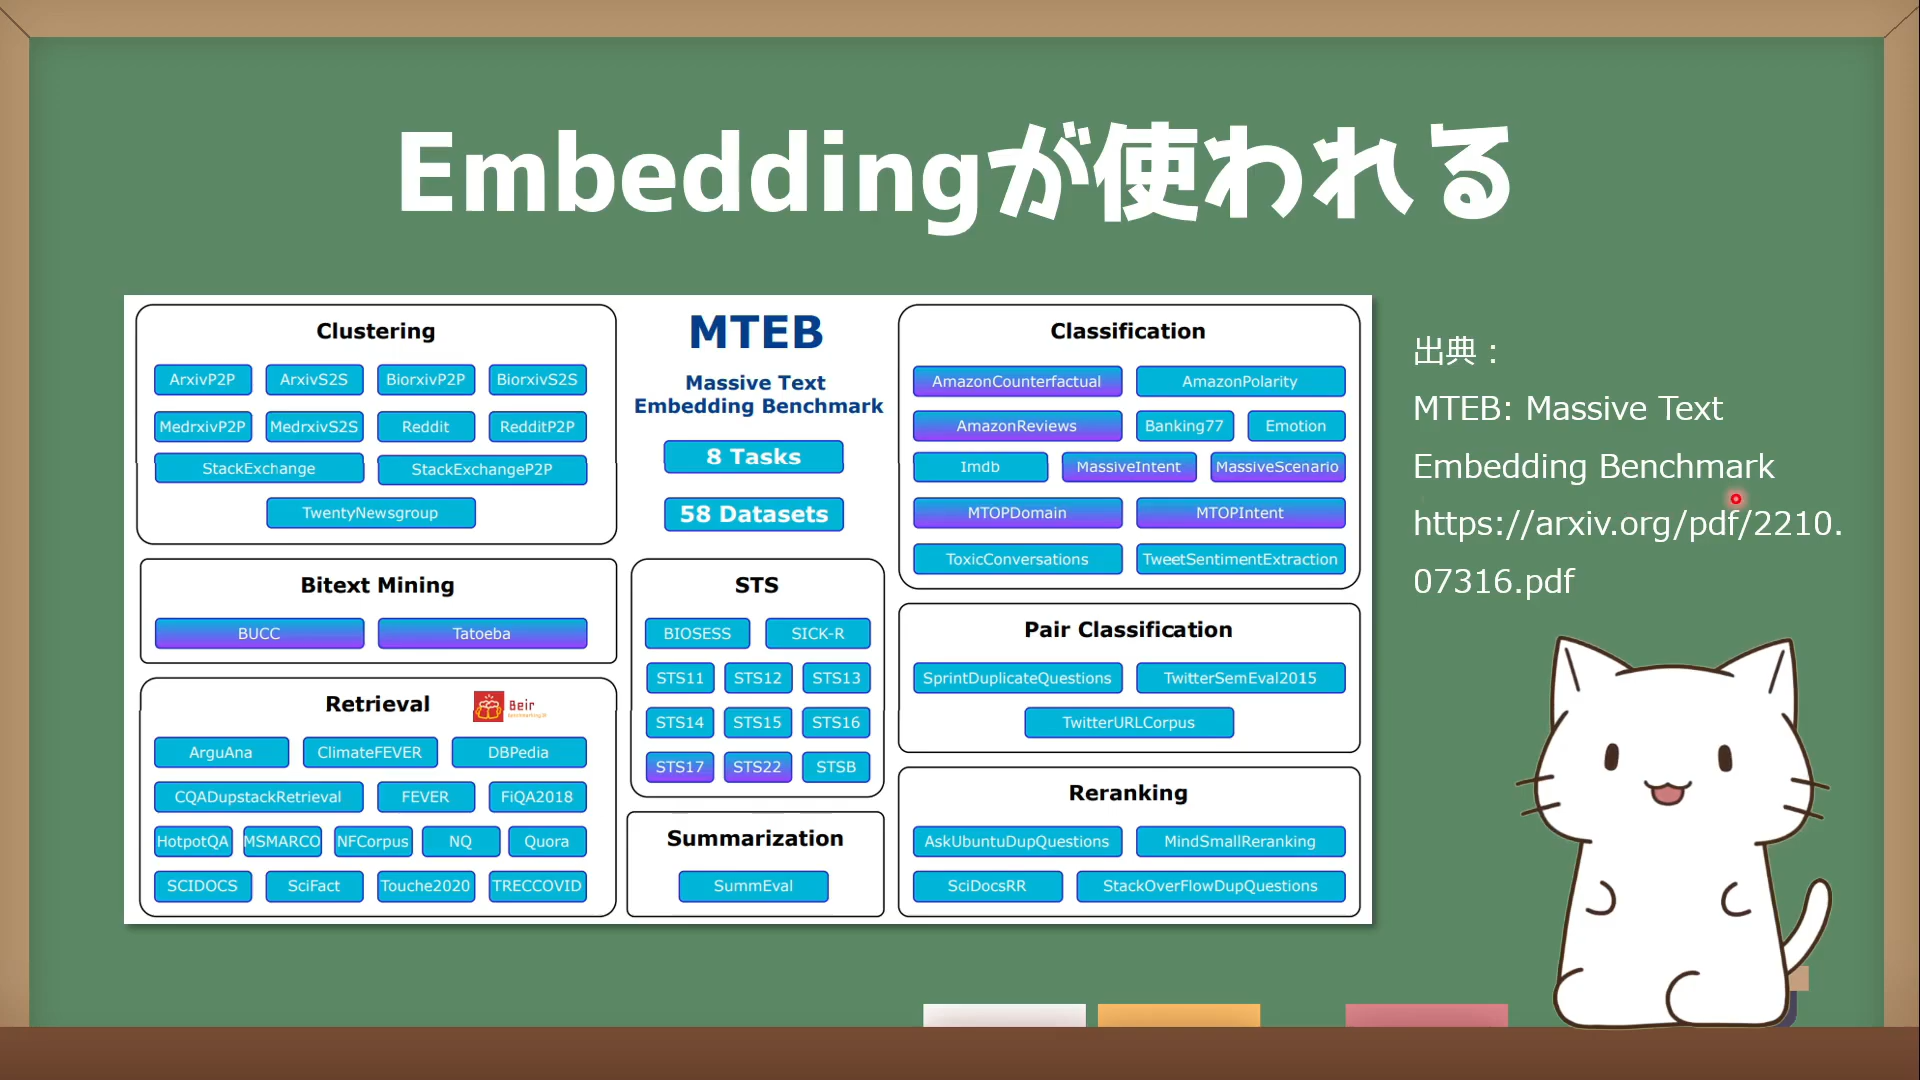 Embeddingが使われる
Clustering
ArxivP2P ArxivS2S BiorxivP2P BiorxivS2S
MedrxivP2P MedrxivS2S Reddit RedditP2P
StackExchange StackExchangeP2P
TwentyNewsgroup
Bitext Mining
BUCC Tatoeba
Retrieval Beir
ArguAna ClimateFEVER DBPedia
CQADupstackRetrieval FEVER FiQA2018
HotpotQA MSMARCO NFCorpus NQ Quora
SCIDOCS SciFact Touche2020 TRECCOVID
MTEB
Massive Text
Embedding Benchmark
8 Tasks
58 Datasets
STS
BIOSESS SICK-R
STS11 STS12 STS13
STS14 STS15 STS16
STS17 STS22 STSB
Summarization
SummEval
Classification
AmazonCounterfactual AmazonPolarity
AmazonReviews Banking77 Emotion
Imdb MassiveIntent MassiveScenario
MTOPDomain MTOPIntent
ToxicConversations TweetSentimentExtraction
Pair Classification
SprintDuplicateQuestions TwitterSemEval2015
TwitterURLCorpus
Reranking
AskUbuntuDupQuestions MindSmallReranking
SciDocsRR StackOverFlowDupQuestions
出典：
MTEB: Massive Text
Embedding Benchmark
https://arxiv.org/pdf/2210.
07316.pdf